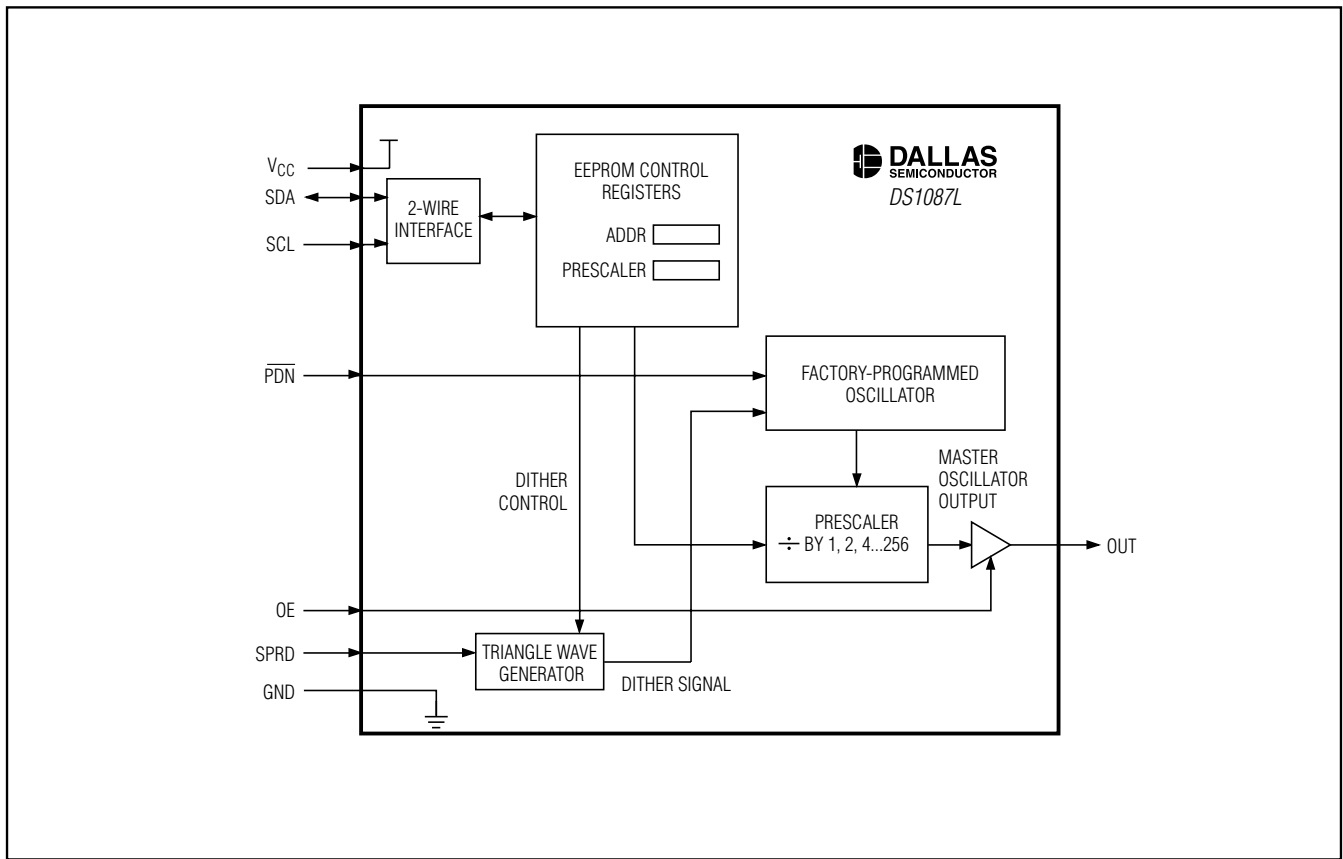 DALLAS
SEMICONDUCTOR
DS1087L
VCC
SDA
SCL
2-WIRE
INTERFACE
EEPROM CONTROL
REGISTERS
ADDR
PRESCALER
PDN
FACTORY-PROGRAMMED
OSCILLATOR
DITHER
CONTROL
MASTER
OSCILLATOR
OUTPUT
PRESCALER
÷ BY 1, 2, 4...256
OUT
OE
SPRD
GND
TRIANGLE WAVE
GENERATOR
DITHER SIGNAL